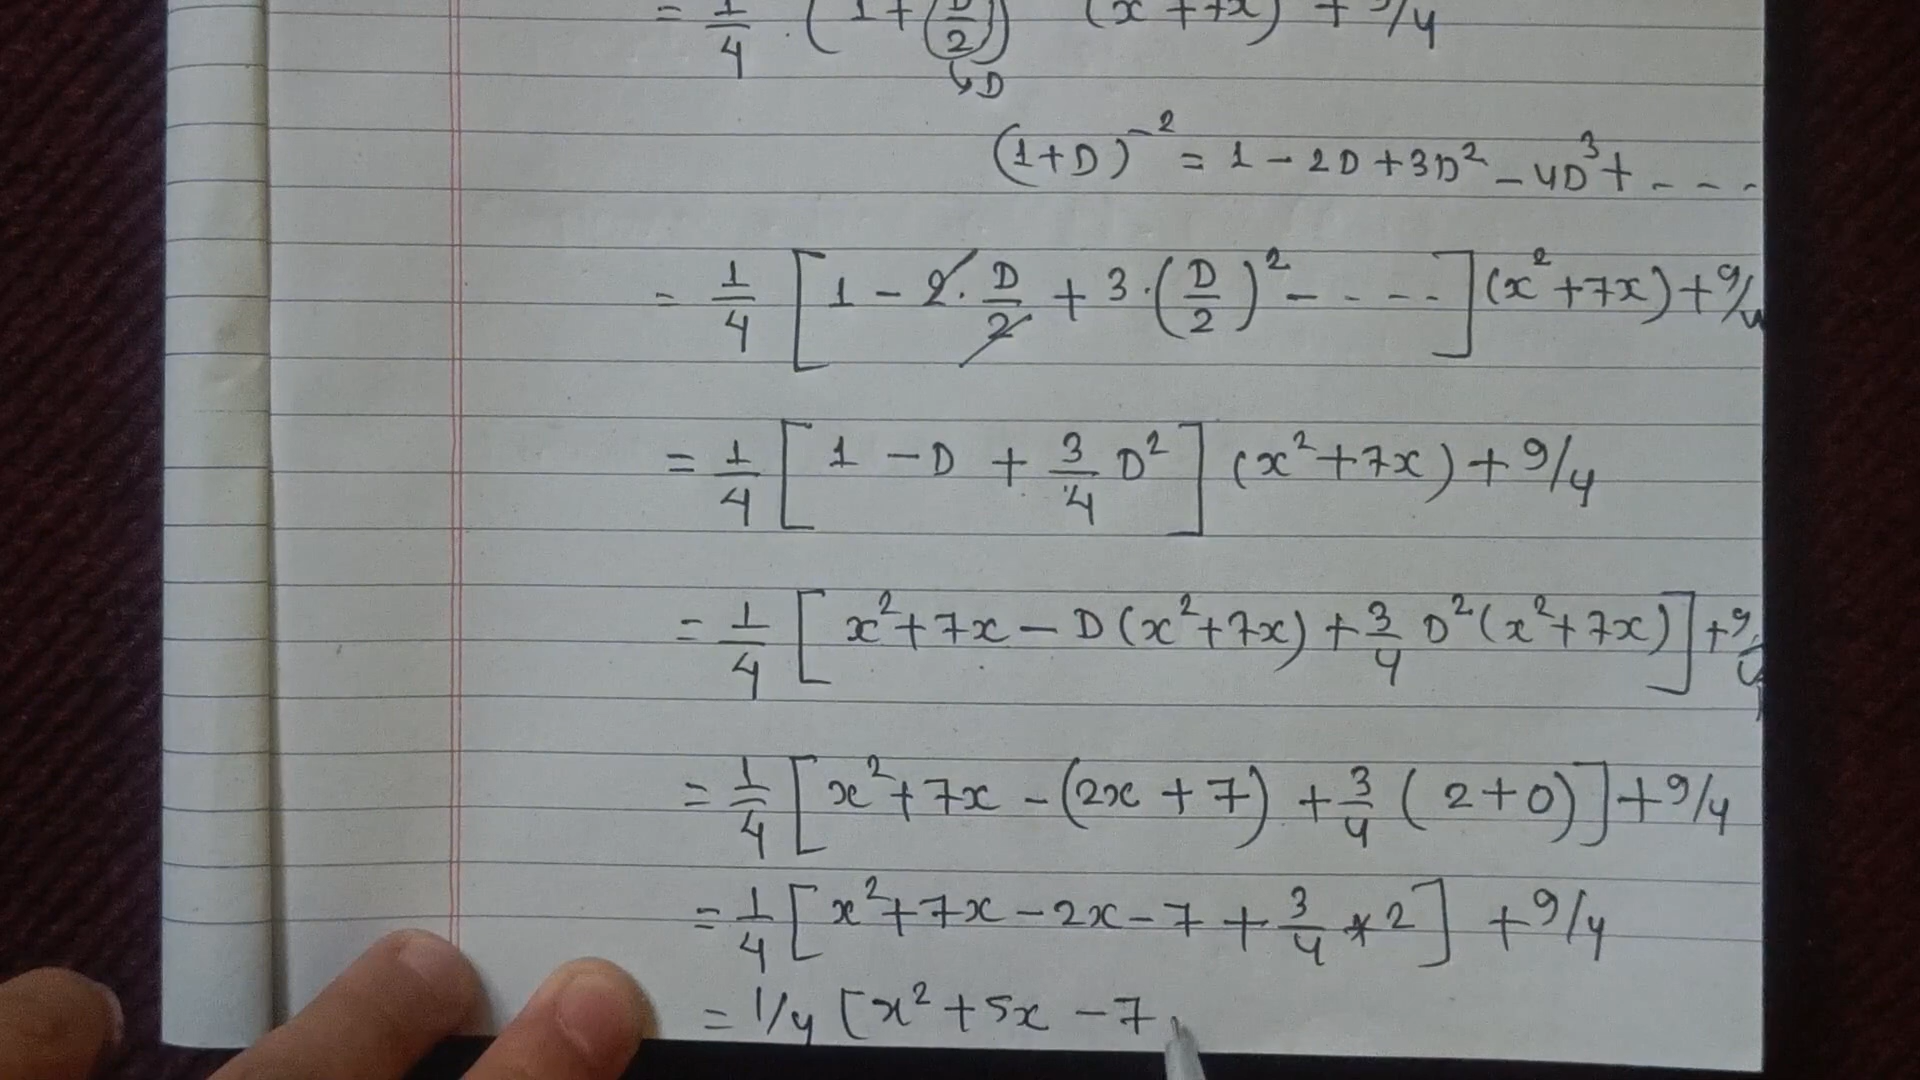 = 1/4 . (1 + (D/2)) (x + 7x) + 9/4
↳D
(1+D)^-2 = 1 - 2D + 3D² - 4D³ + - - -
= 1/4 [1 - 2. D/2 + 3.(D/2)² - - - -] (x² + 7x) + 9/4
= 1/4 [1 - D + 3/4 D²] (x² + 7x) + 9/4
= 1/4 [x² + 7x - D(x² + 7x) + 3/4 D²(x² + 7x)] + 9/4
= 1/4 [x² + 7x - (2x + 7) + 3/4 (2+0)] + 9/4
= 1/4 [x² + 7x - 2x - 7 + 3/4 * 2] + 9/4
= 1/4 [x² + 5x - 7